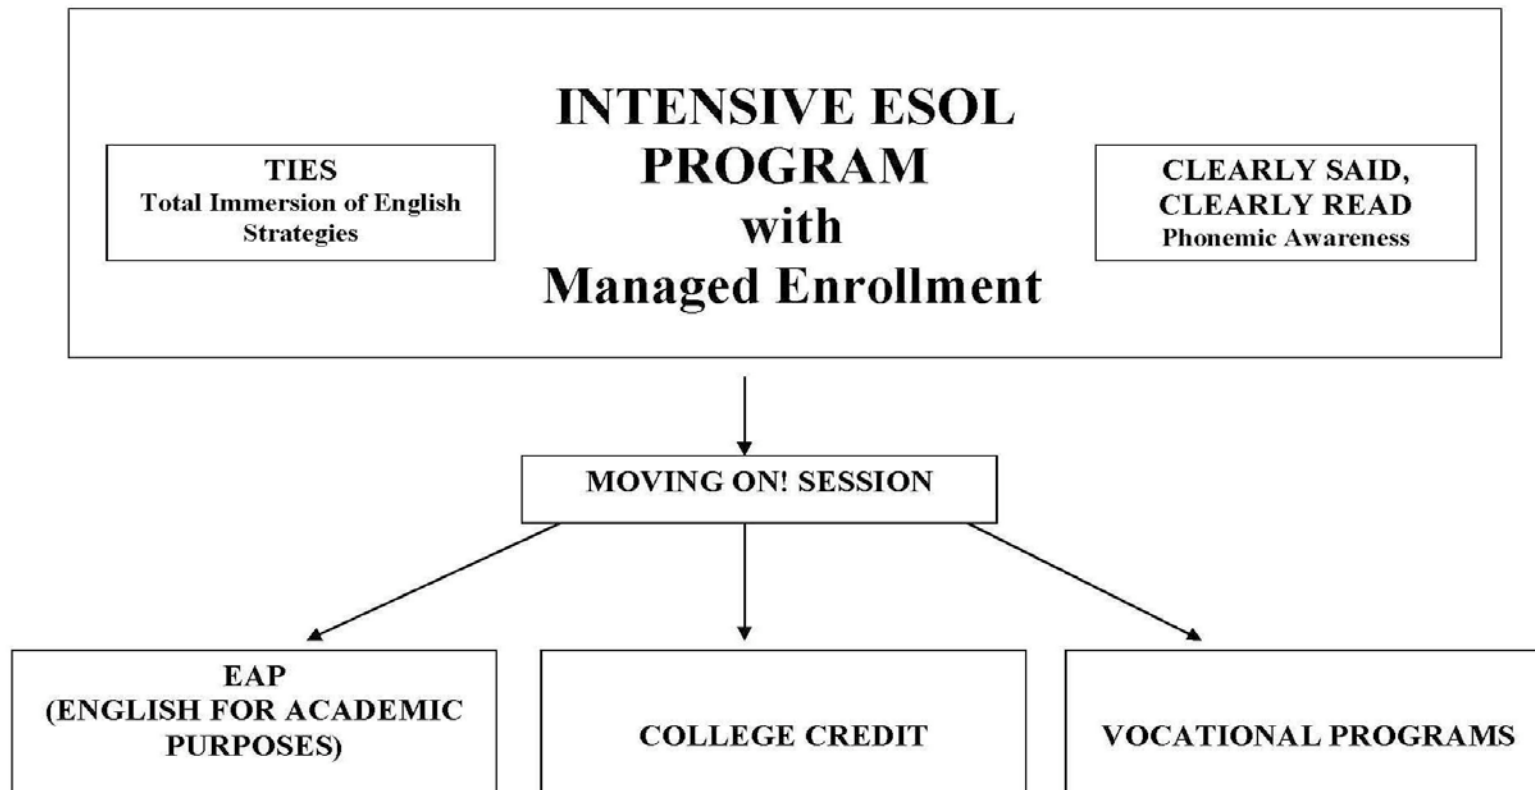 INTENSIVE ESOL
PROGRAM
with
Managed Enrollment
TIES
Total Immersion of English
Strategies
CLEARLY SAID,
CLEARLY READ
Phonemic Awareness
MOVING ON! SESSION
EAP
(ENGLISH FOR ACADEMIC
PURPOSES)
COLLEGE CREDIT
VOCATIONAL PROGRAMS